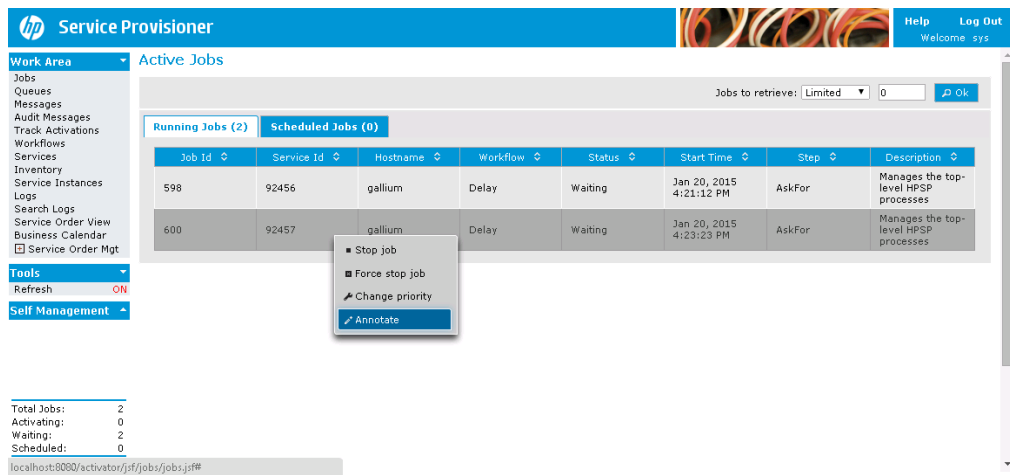 hp Service Provisioner
Help Log Out
Welcome sys
Work Area
Jobs
Queues
Messages
Audit Messages
Track Activations
Workflows
Services
Inventory
Service Instances
Logs
Search Logs
Service Order View
Business Calendar
Service Order Mgt
Tools
Refresh ON
Self Management
Total Jobs: 2
Activating: 0
Waiting: 2
Scheduled: 0
Active Jobs
Jobs to retrieve: Limited 0 Ok
Running Jobs (2) Scheduled Jobs (0)
Job Id Service Id Hostname Workflow Status Start Time Step Description
598 92456 gallium Delay Waiting Jan 20, 2015 4:21:12 PM AskFor Manages the top-level HPSP processes
600 92457 gallium Delay Waiting Jan 20, 2015 4:23:23 PM AskFor Manages the top-level HPSP processes
Stop job
Force stop job
Change priority
Annotate
localhost:8080/activator/jsf/jobs/jobs.jsf#